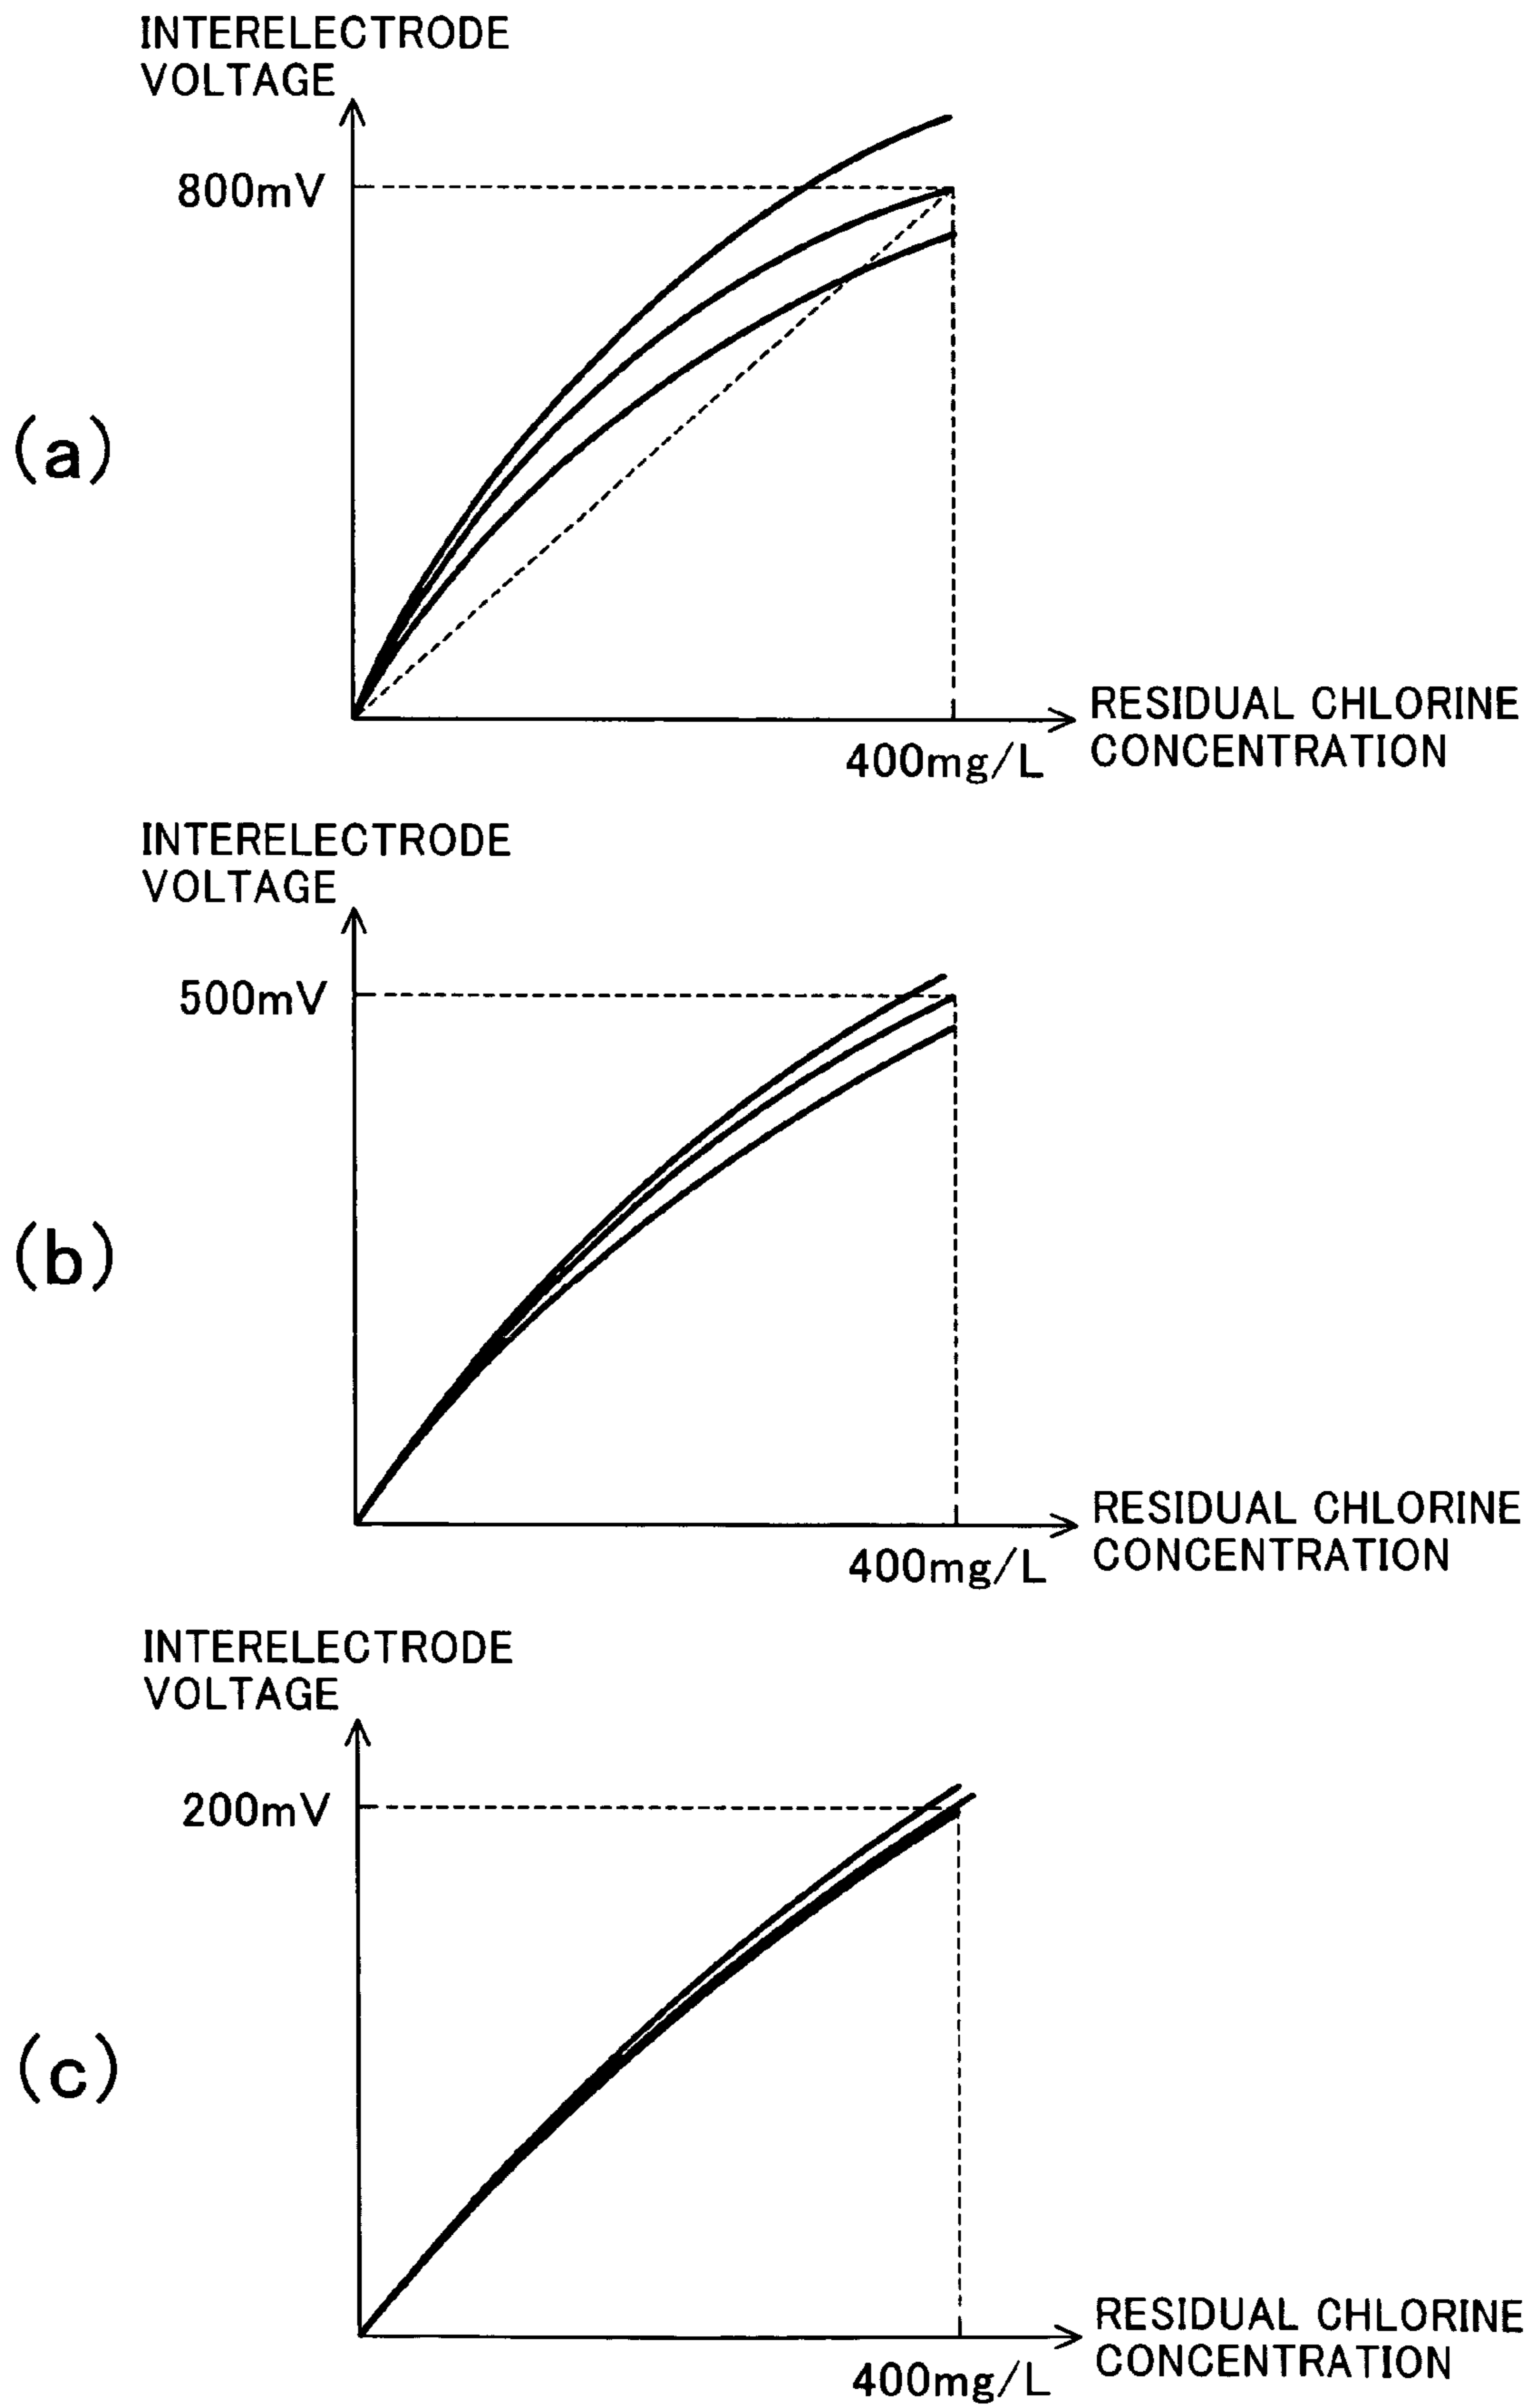 INTERELECTRODE
VOLTAGE
800mV
(a)
RESIDUAL CHLORINE
CONCENTRATION
400mg/L
INTERELECTRODE
VOLTAGE
500mV
(b)
RESIDUAL CHLORINE
CONCENTRATION
400mg/L
INTERELECTRODE
VOLTAGE
200mV
(c)
RESIDUAL CHLORINE
CONCENTRATION
400mg/L